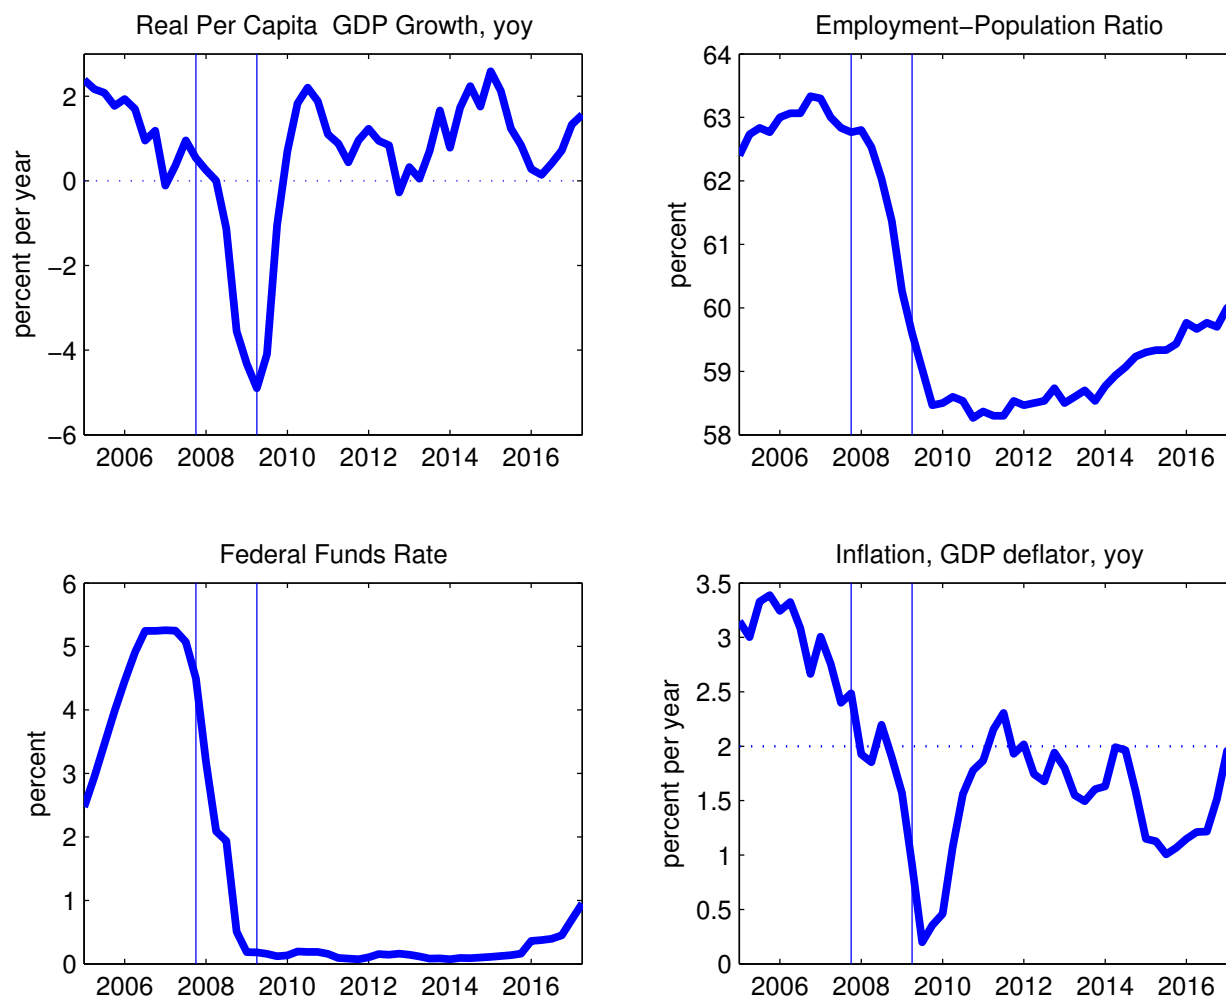 Real Per Capita GDP Growth, yoy
percent per year
2
0
−2
−4
−6
2006 2008 2010 2012 2014 2016
Employment−Population Ratio
percent
64
63
62
61
60
59
58
2006 2008 2010 2012 2014 2016
Federal Funds Rate
percent
6
5
4
3
2
1
0
2006 2008 2010 2012 2014 2016
Inflation, GDP deflator, yoy
percent per year
3.5
3
2.5
2
1.5
1
0.5
0
2006 2008 2010 2012 2014 2016